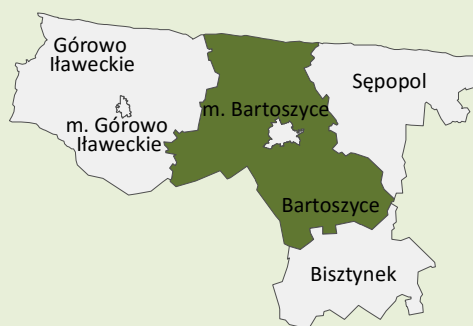 Górowo
Iławeckie
Sępopol
m. Bartoszyce
m. Górowo
Iławeckie
Bartoszyce
Bisztynek